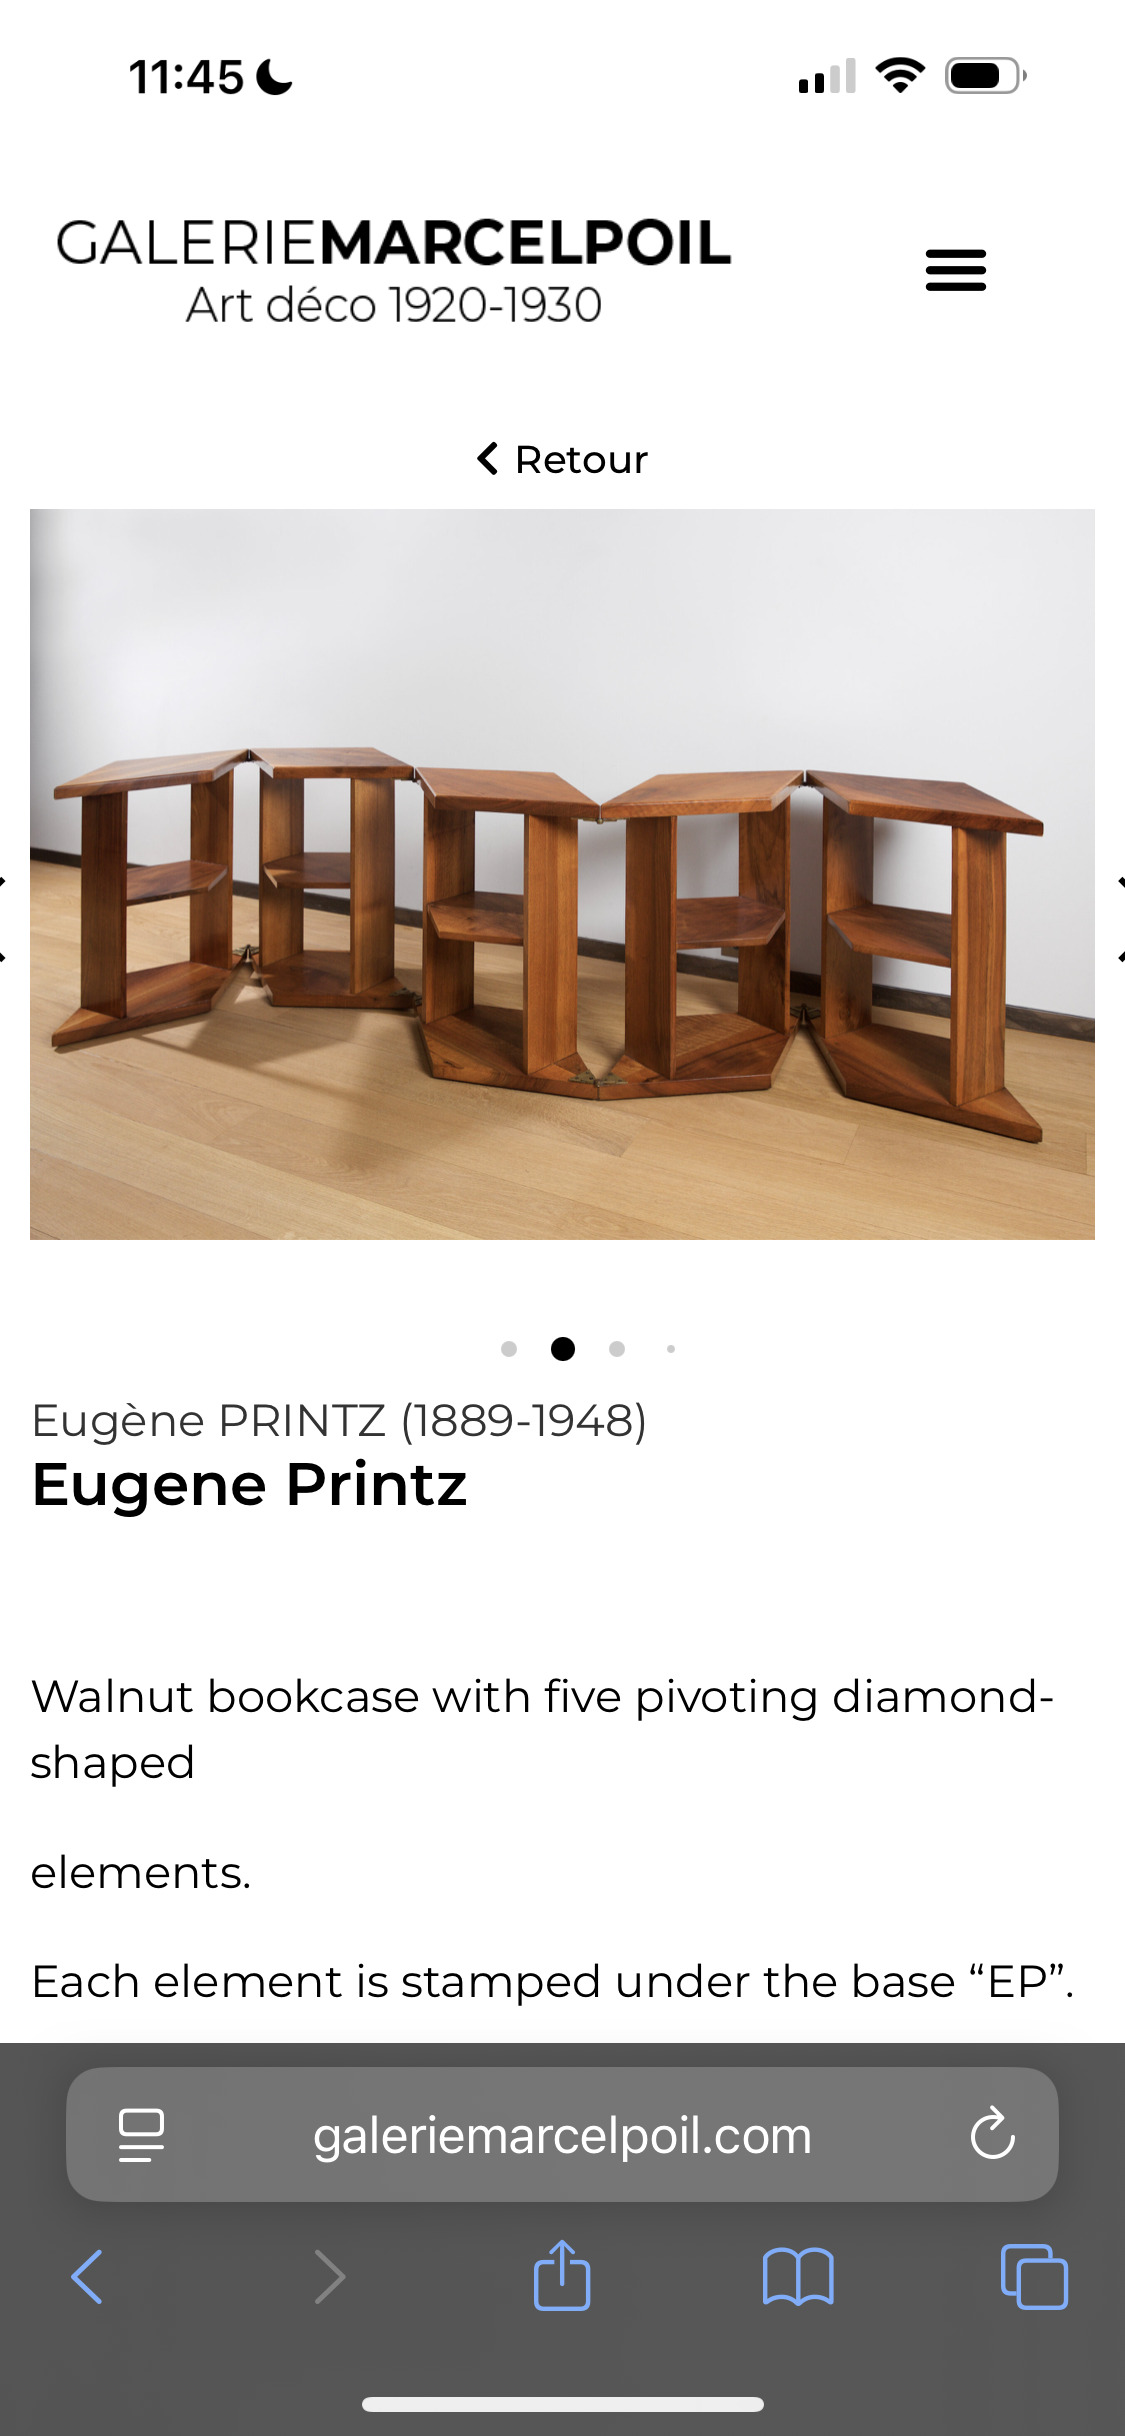 11:45
GALERIEMARCELPOIL
Art déco 1920-1930
Retour
Eugène PRINTZ (1889-1948)
Eugene Printz
Walnut bookcase with five pivoting diamond-
shaped
elements.
Each element is stamped under the base “EP”.
galeriemarcelpoil.com